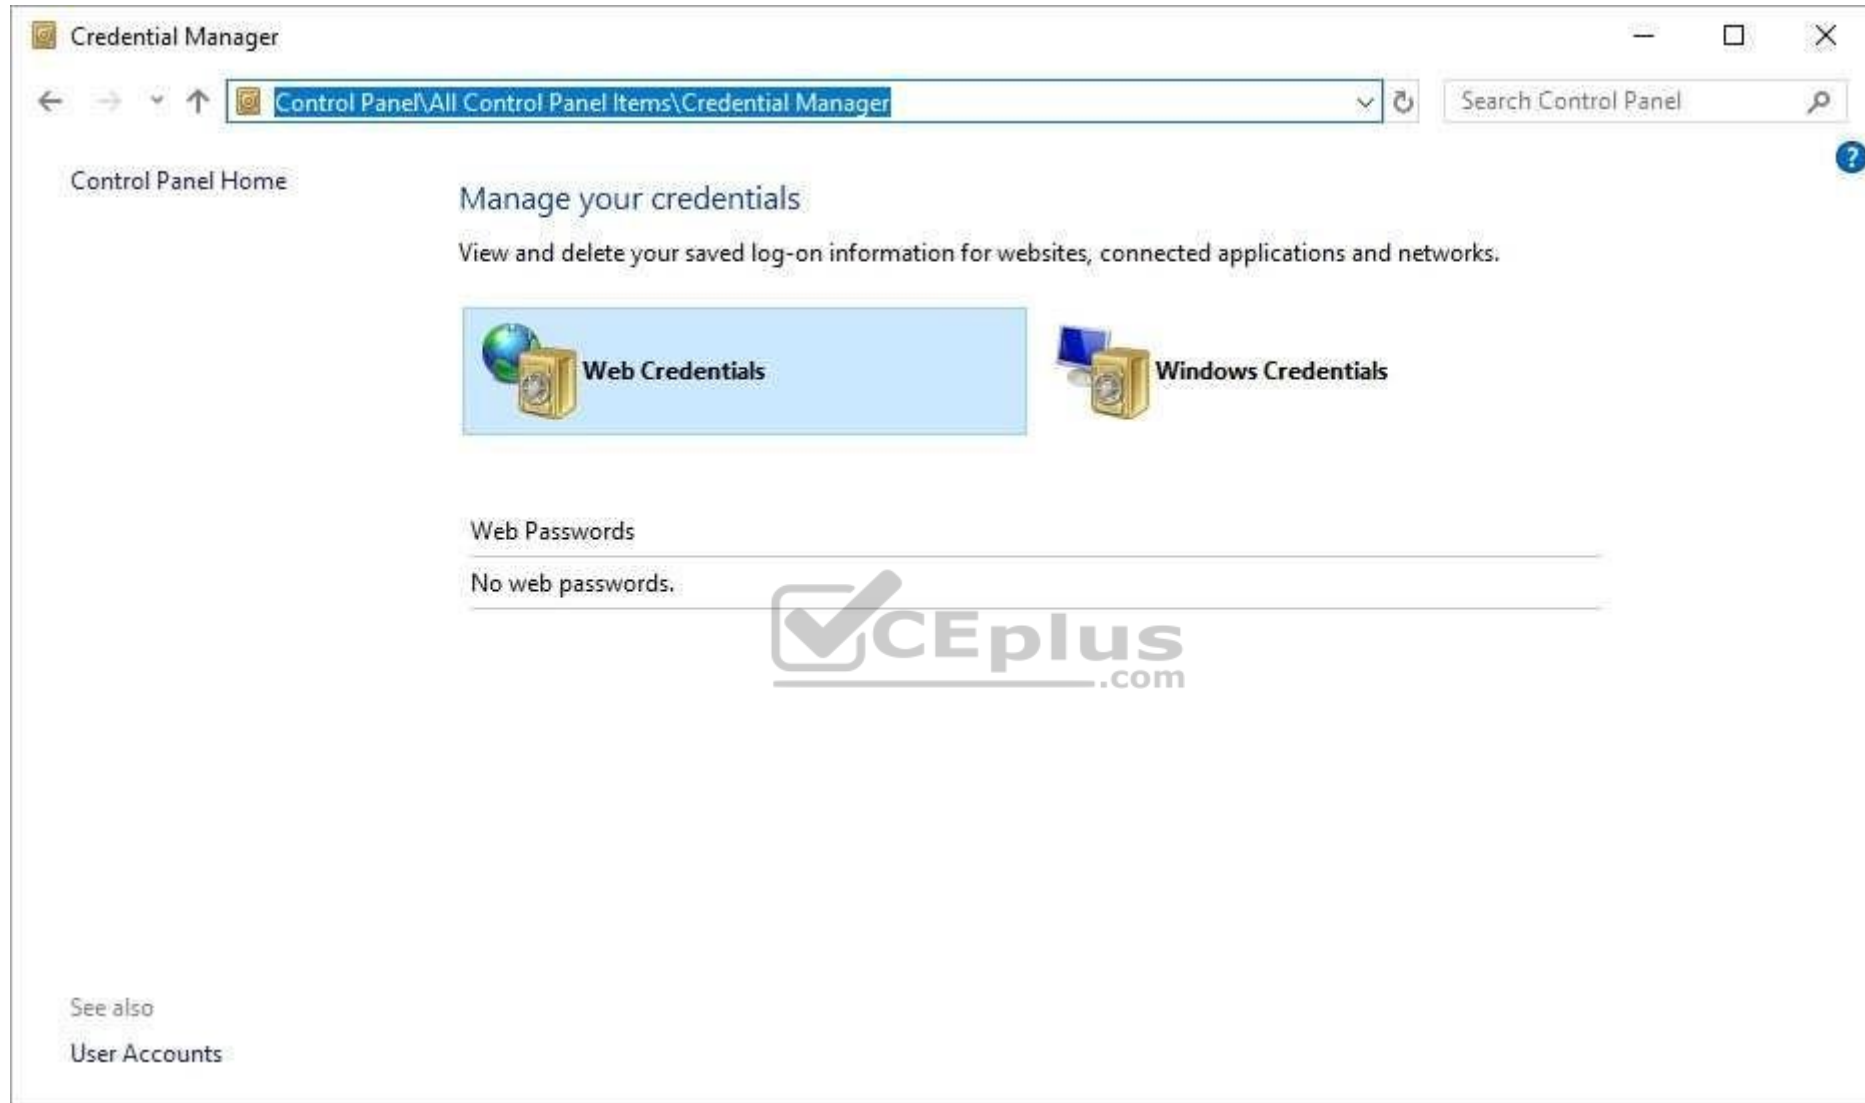 Credential Manager
Control Panel\All Control Panel Items\Credential Manager
Search Control Panel
?
Control Panel Home
Manage your credentials
View and delete your saved log-on information for websites, connected applications and networks.
Web Credentials
Windows Credentials
Web Passwords
No web passwords.
VCEplus
.com
See also
User Accounts